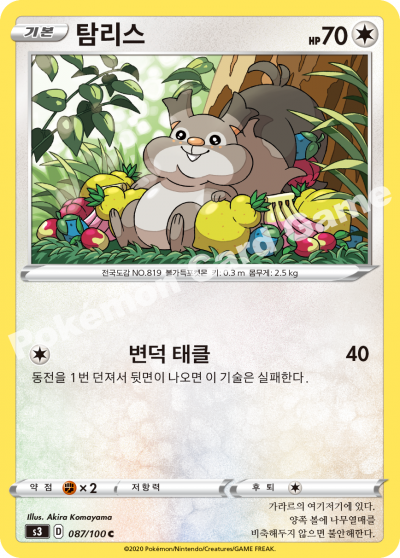 기본 탐리스 HP 70
전국도감 NO.819 볼가득포켓몬 키: 0.3 m 몸무게: 2.5 kg
Pokémon Card Game
변덕 태클 40
동전을 1번 던져서 뒷면이 나오면 이 기술은 실패한다.
약점 ×2 저항력 후퇴
Illus. Akira Komayama
s3 D 087/100 C
가라르의 여기저기에 있다.
양쪽 볼에 나무열매를
비축해두지 않으면 불안해한다.
©2020 Pokémon/Nintendo/Creatures/GAME FREAK.